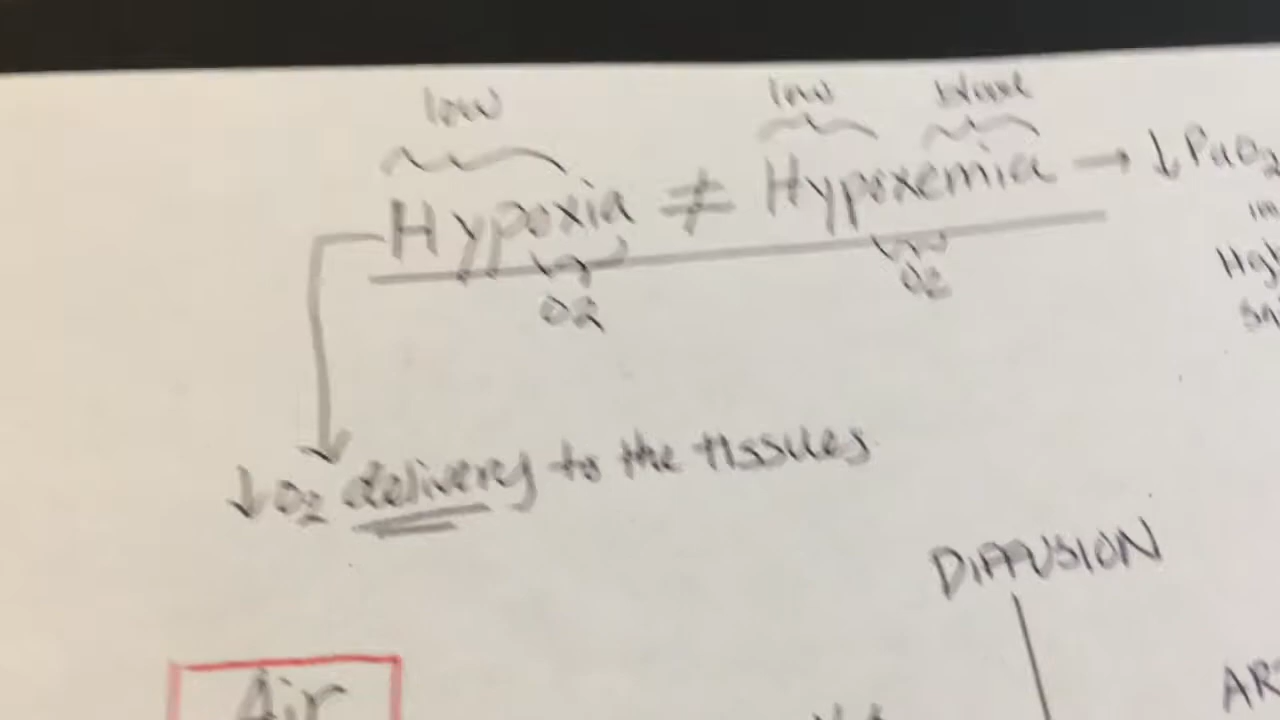 low low blood
Hypoxia ≠ Hypoxemia → ↓ PaO2
O2 O2
↓ O2 delivery to the tissues
DIFFUSION
Air